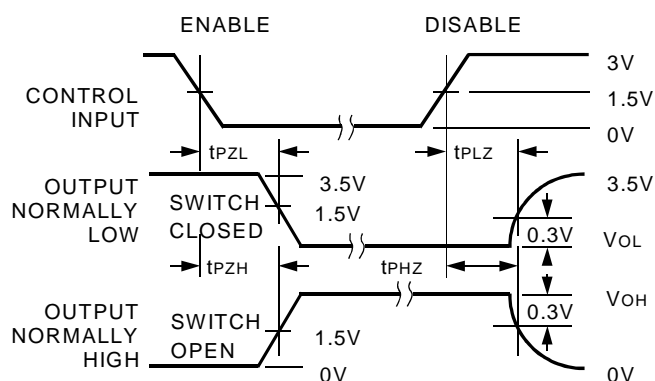 ENABLE
DISABLE
3V
CONTROL
INPUT
1.5V
0V
tPZL
tPLZ
OUTPUT
NORMALLY
LOW
SWITCH
CLOSED
3.5V
1.5V
3.5V
0.3V
VOL
tPZH
tPHZ
VOH
0.3V
OUTPUT
NORMALLY
HIGH
SWITCH
OPEN
1.5V
0V
0V